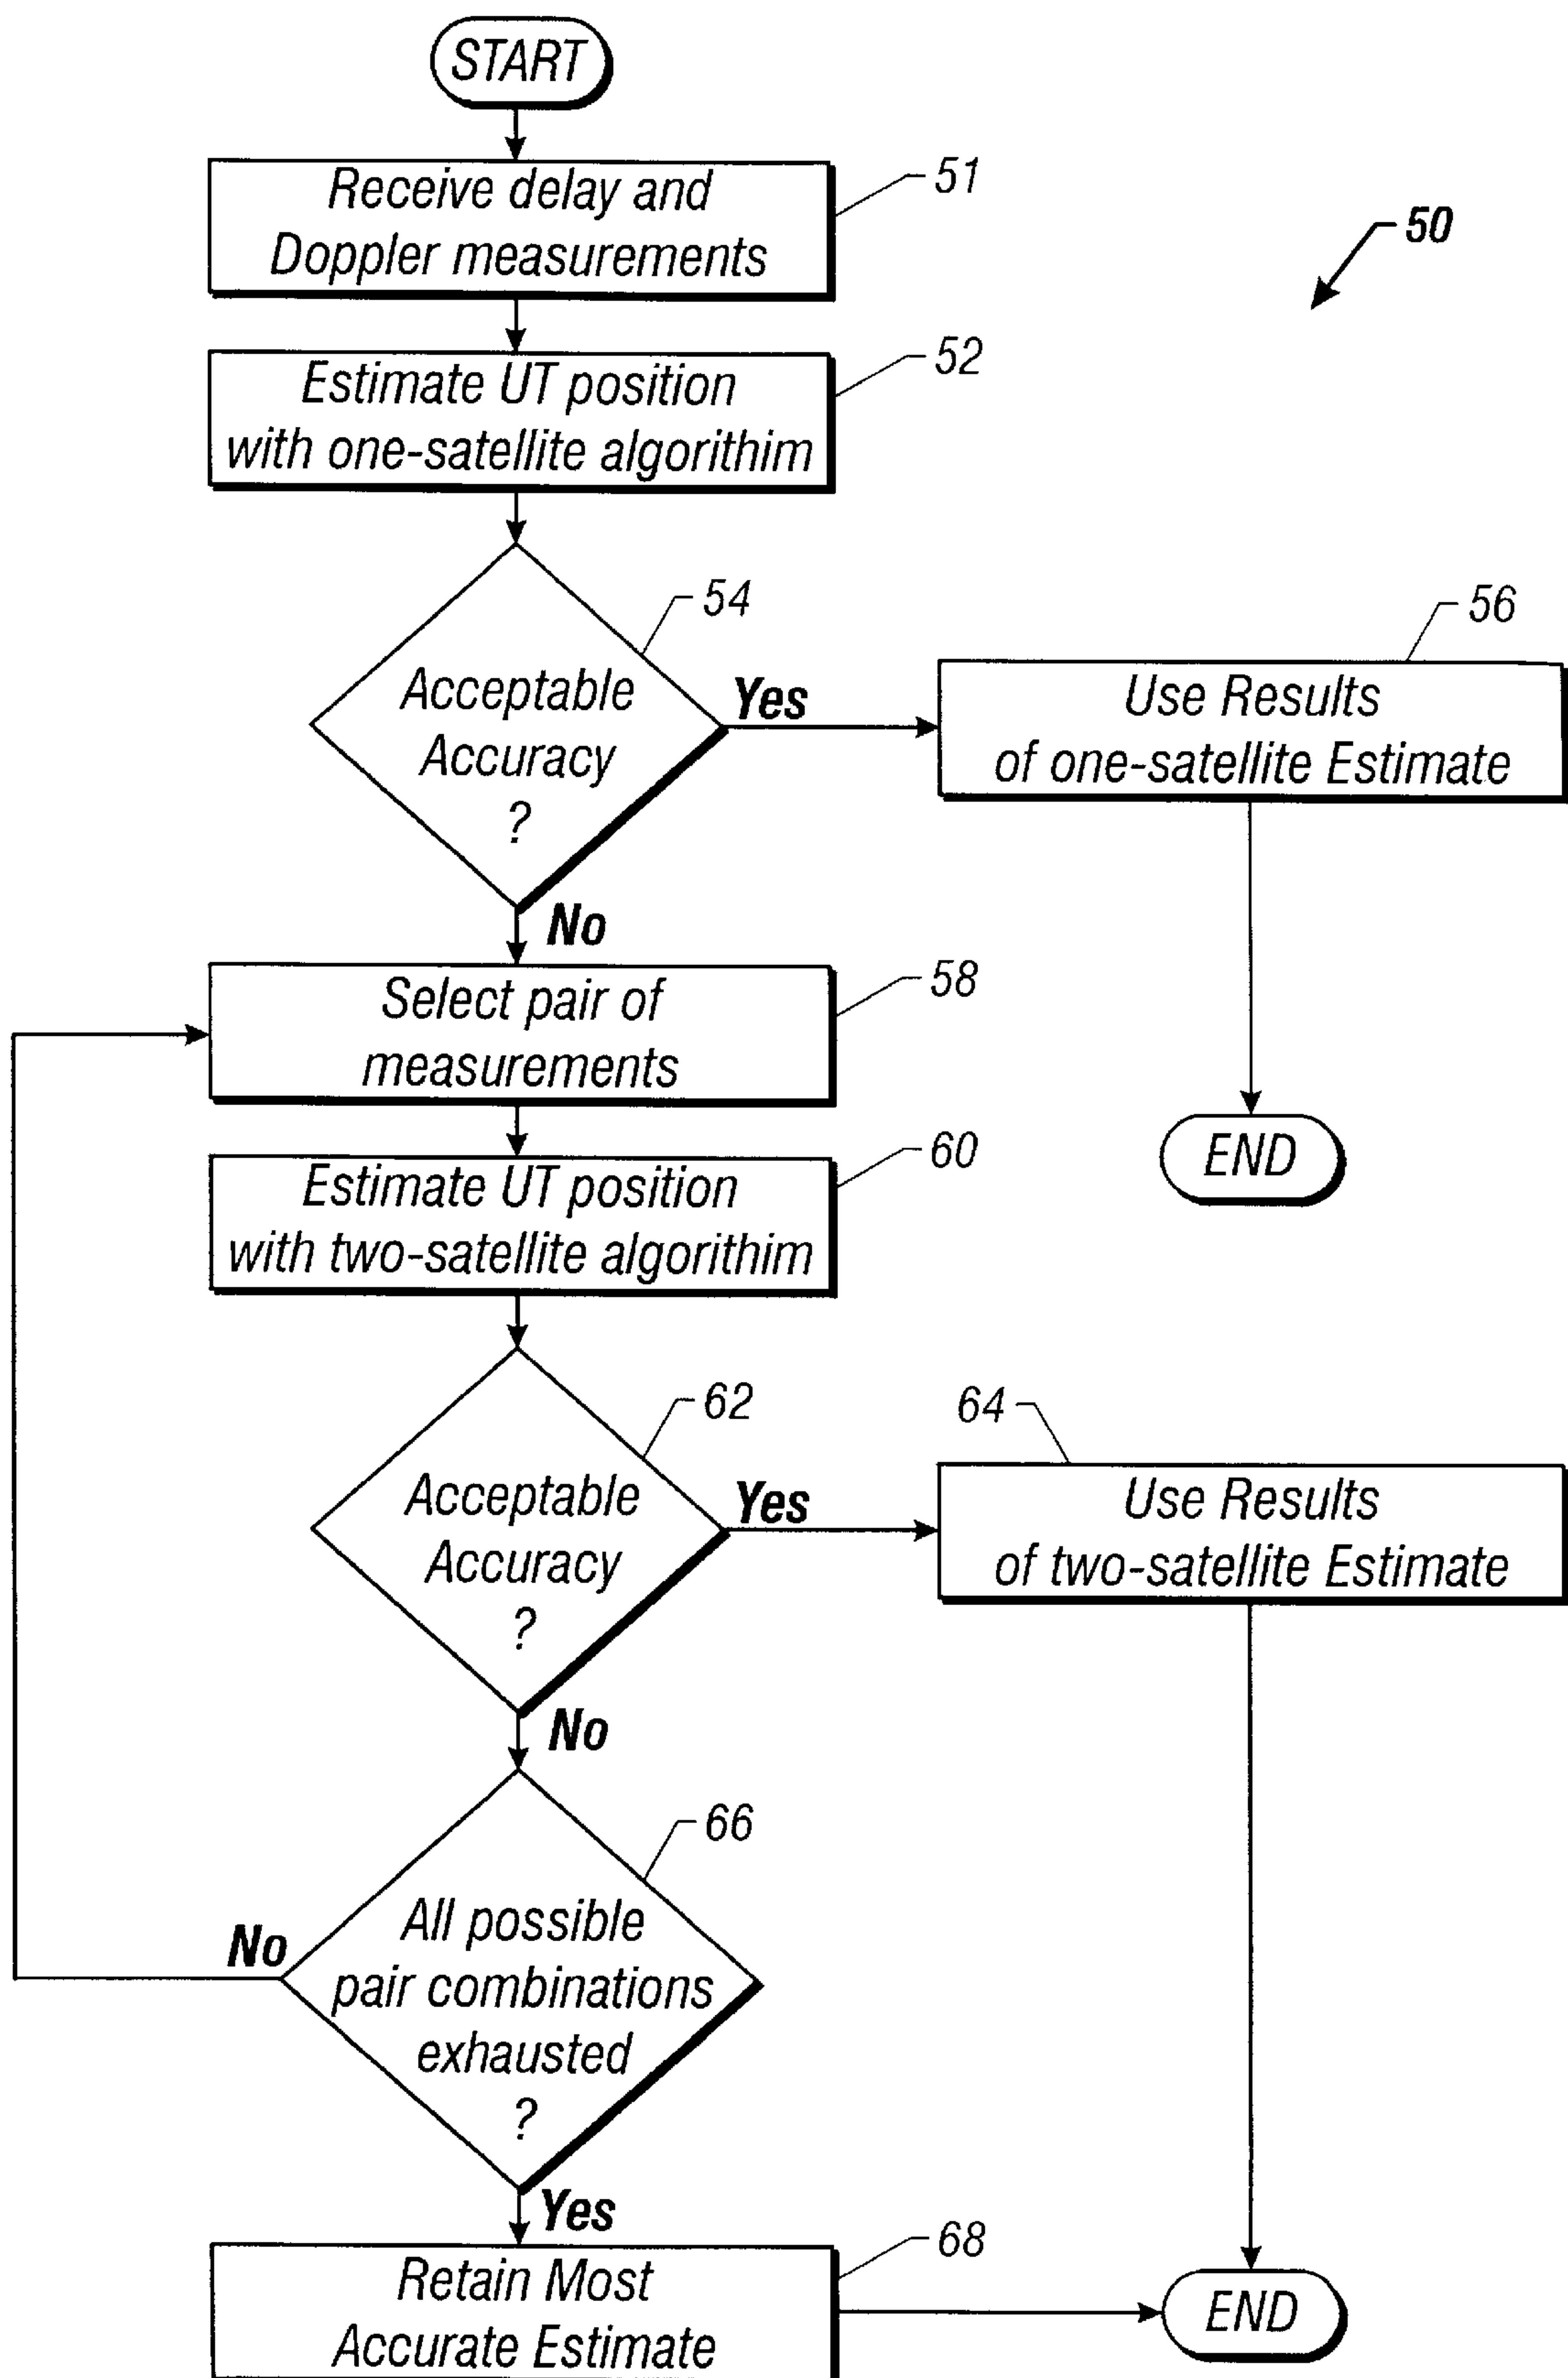 START
Receive delay and
Doppler measurements
51
50
Estimate UT position
with one-satellite algorithim
52
Acceptable
Accuracy
?
54
Yes
Use Results
of one-satellite Estimate
56
END
No
Select pair of
measurements
58
Estimate UT position
with two-satellite algorithim
60
Acceptable
Accuracy
?
62
Yes
Use Results
of two-satellite Estimate
64
No
All possible
pair combinations
exhausted
?
66
No
Yes
Retain Most
Accurate Estimate
68
END